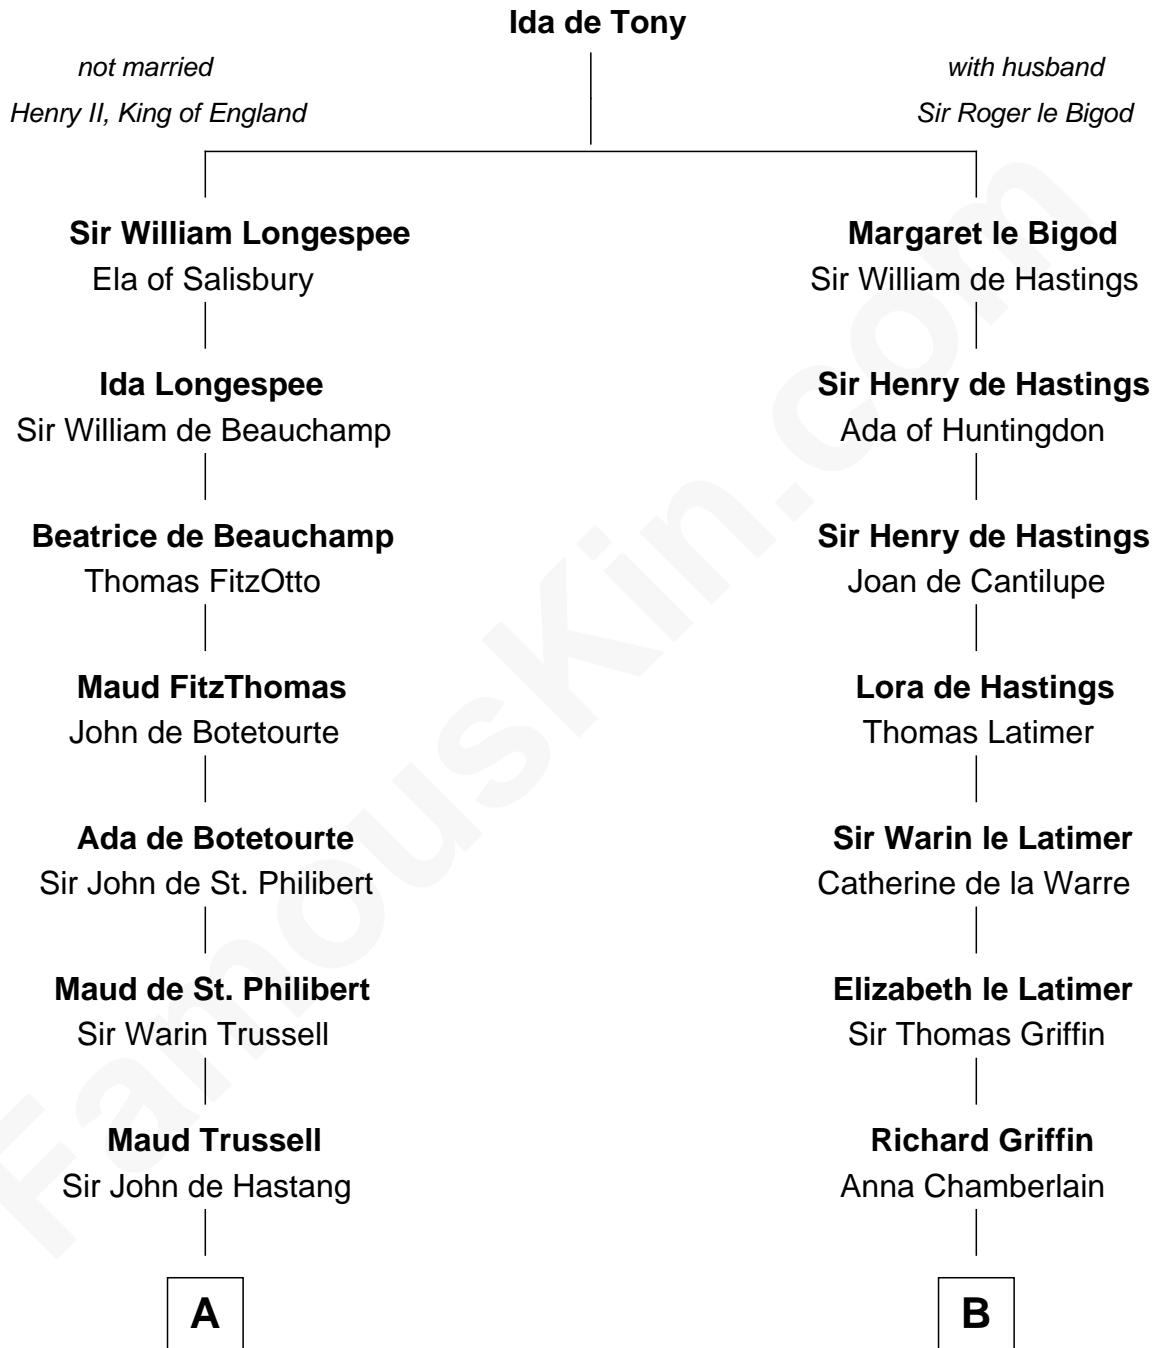 Ida de Tony
not married
Henry II, King of England
with husband
Sir Roger le Bigod
Sir William Longespee
Ela of Salisbury
Margaret le Bigod
Sir William de Hastings
Ida Longespee
Sir William de Beauchamp
Sir Henry de Hastings
Ada of Huntingdon
Beatrice de Beauchamp
Thomas FitzOtto
Sir Henry de Hastings
Joan de Cantilupe
Maud FitzThomas
John de Botetourte
Lora de Hastings
Thomas Latimer
Ada de Botetourte
Sir John de St. Philibert
Sir Warin le Latimer
Catherine de la Warre
Maud de St. Philibert
Sir Warin Trussell
Elizabeth le Latimer
Sir Thomas Griffin
Maud Trussell
Sir John de Hastang
Richard Griffin
Anna Chamberlain
A
B
FamousKin.com